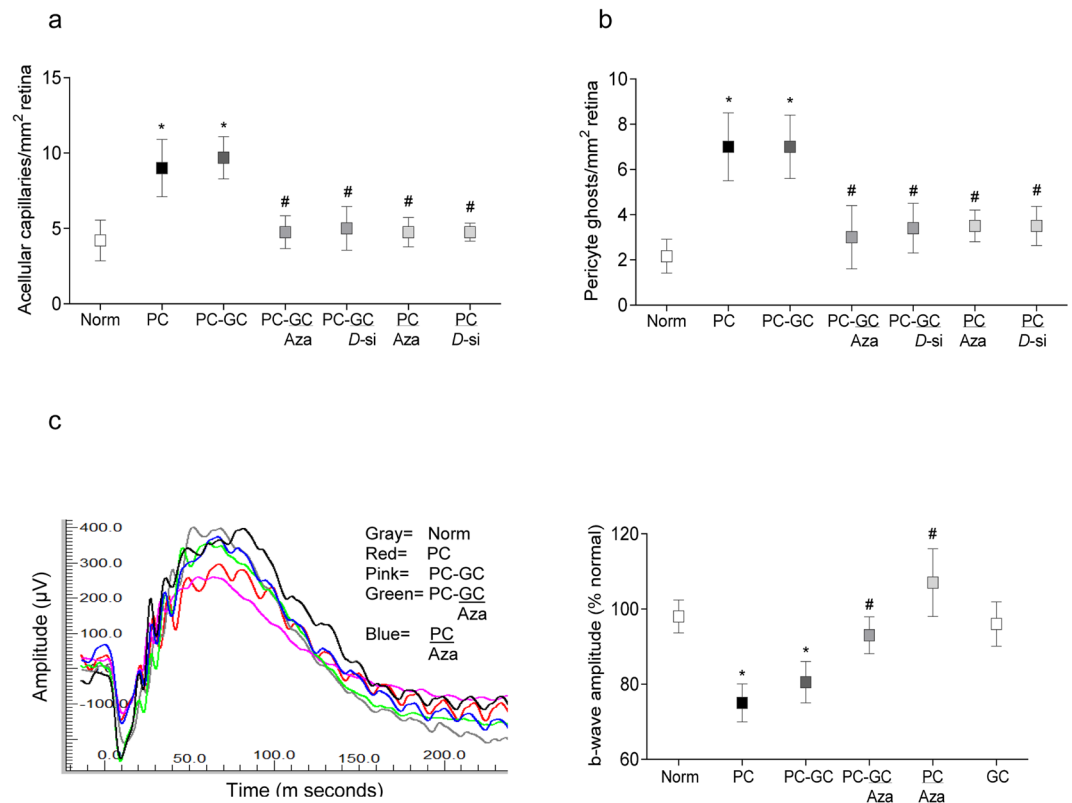 a
Acellular capillaries/mm² retina
15
10
5
0
* * # # # #
Norm PC PC-GC PC-GC PC-GC PC PC
Aza D-si Aza D-si
b
Pericyte ghosts/mm² retina
10
8
6
4
2
0
* * # # # #
Norm PC PC-GC PC-GC PC-GC PC PC
Aza D-si Aza D-si
c
Amplitude (µV)
400.0
300.0
200.0
100.0
-100.0
0.0 50.0 100.0 150.0 200.0
Time (m seconds)
Gray= Norm
Red= PC
Pink= PC-GC
Green= PC-GC
Aza
Blue= PC
Aza
b-wave amplitude (% normal)
120
100
80
60
* * # #
Norm PC PC-GC PC-GC PC GC
Aza Aza